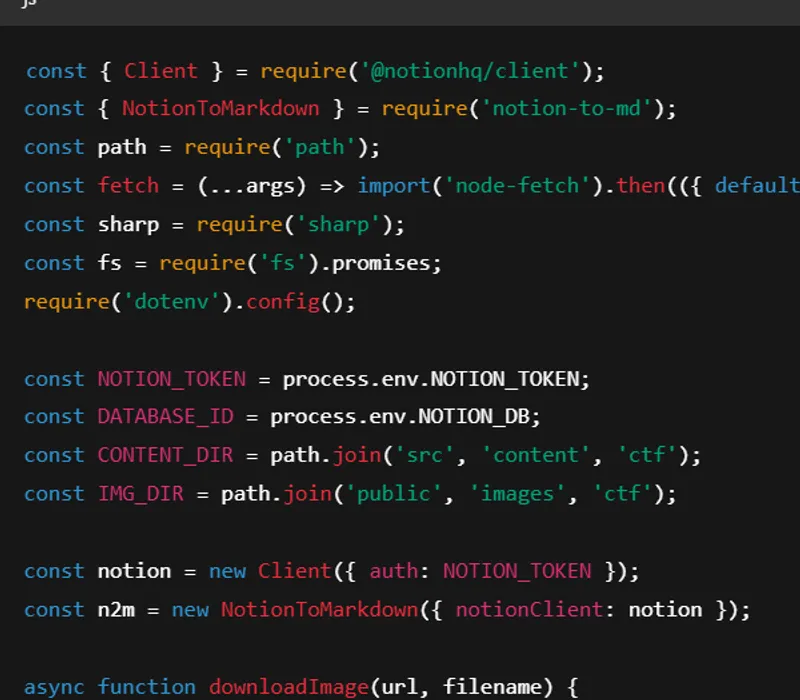 js
const { Client } = require('@notionhq/client');
const { NotionToMarkdown } = require('notion-to-md');
const path = require('path');
const fetch = (...args) => import('node-fetch').then(({ default
const sharp = require('sharp');
const fs = require('fs').promises;
require('dotenv').config();
const NOTION_TOKEN = process.env.NOTION_TOKEN;
const DATABASE_ID = process.env.NOTION_DB;
const CONTENT_DIR = path.join('src', 'content', 'ctf');
const IMG_DIR = path.join('public', 'images', 'ctf');
const notion = new Client({ auth: NOTION_TOKEN });
const n2m = new NotionToMarkdown({ notionClient: notion });
async function downloadImage(url, filename) {